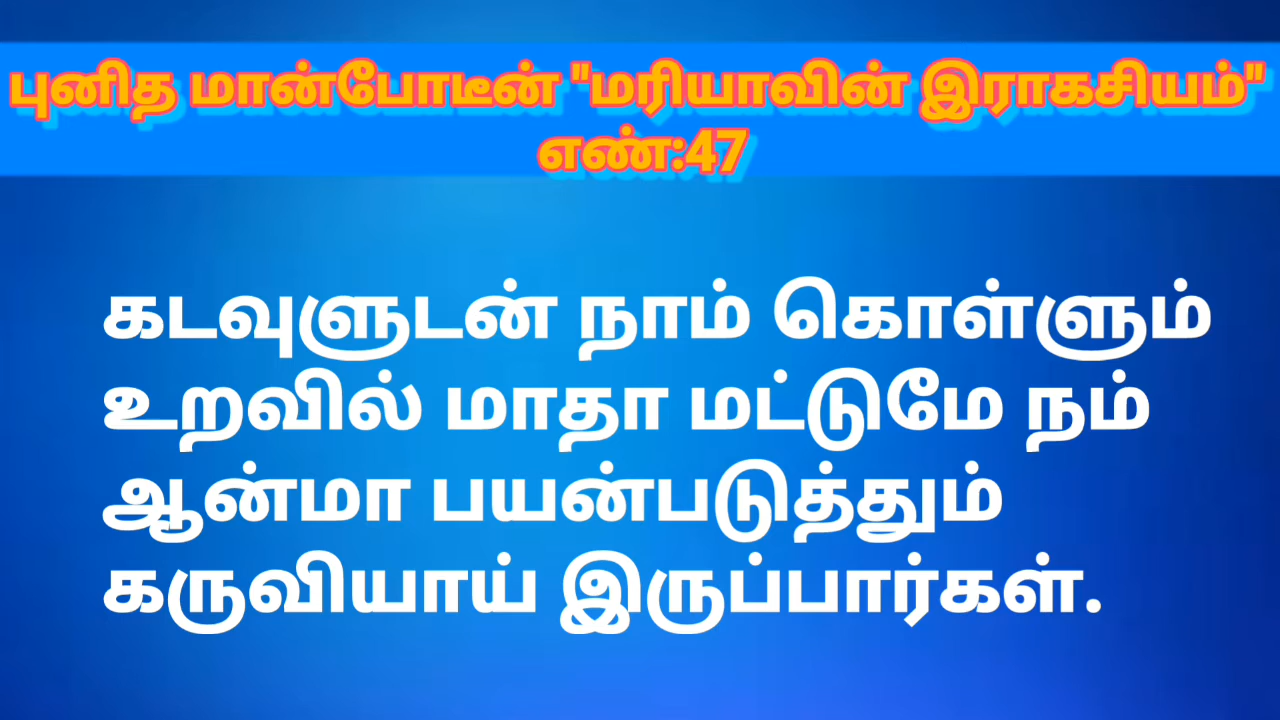 புனித மான்போடீன் "மரியாவின் இராகசியம்"
எண்:47
கடவுளுடன் நாம் கொள்ளும்
உறவில் மாதா மட்டுமே நம்
ஆன்மா பயன்படுத்தும்
கருவியாய் இருப்பார்கள்.